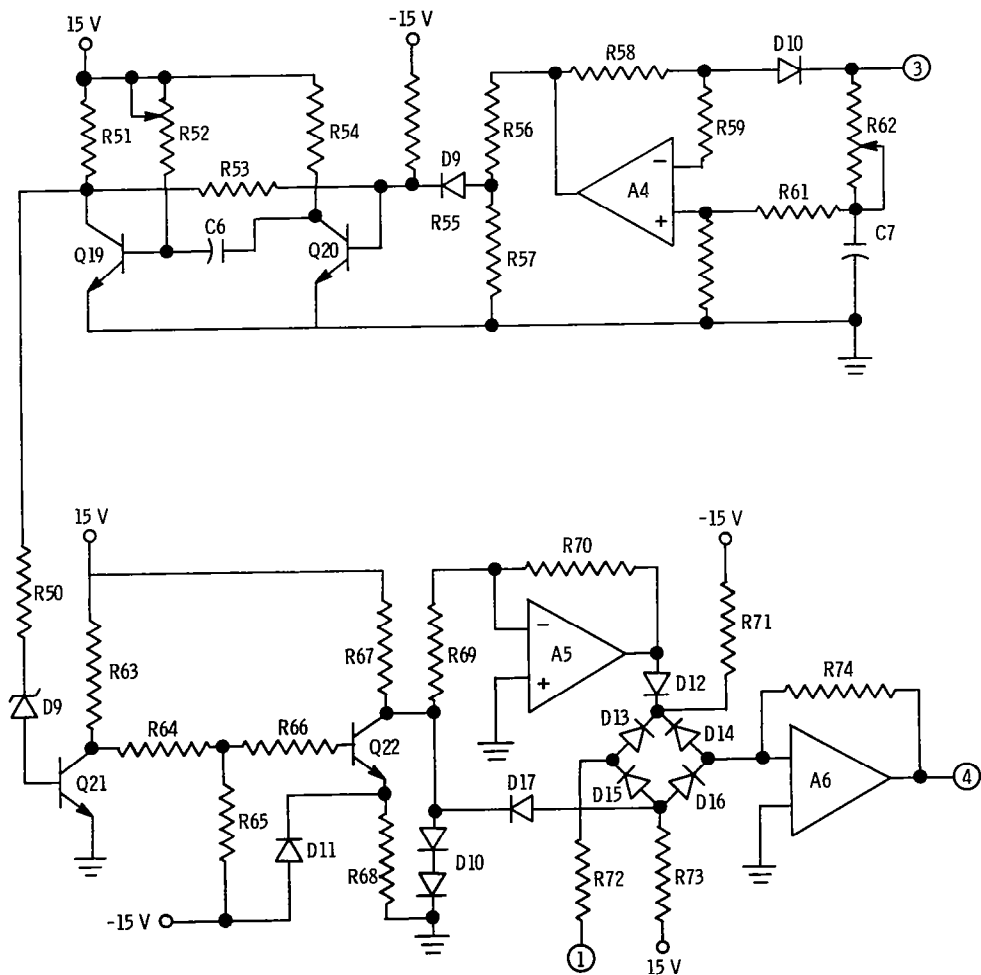 15 V
-15 V
R58
D10
3
R51
R52
R54
R56
R59
R62
R53
D9
A4
−
+
R61
R55
C6
C7
Q19
Q20
R57
15 V
-15 V
R70
R50
R71
R63
R67
R69
−
A5
+
R74
D12
D9
R64
R66
D13
D14
Q22
Q21
D17
D15
D16
A6
4
R65
D11
R68
D10
R72
R73
-15 V
1
15 V